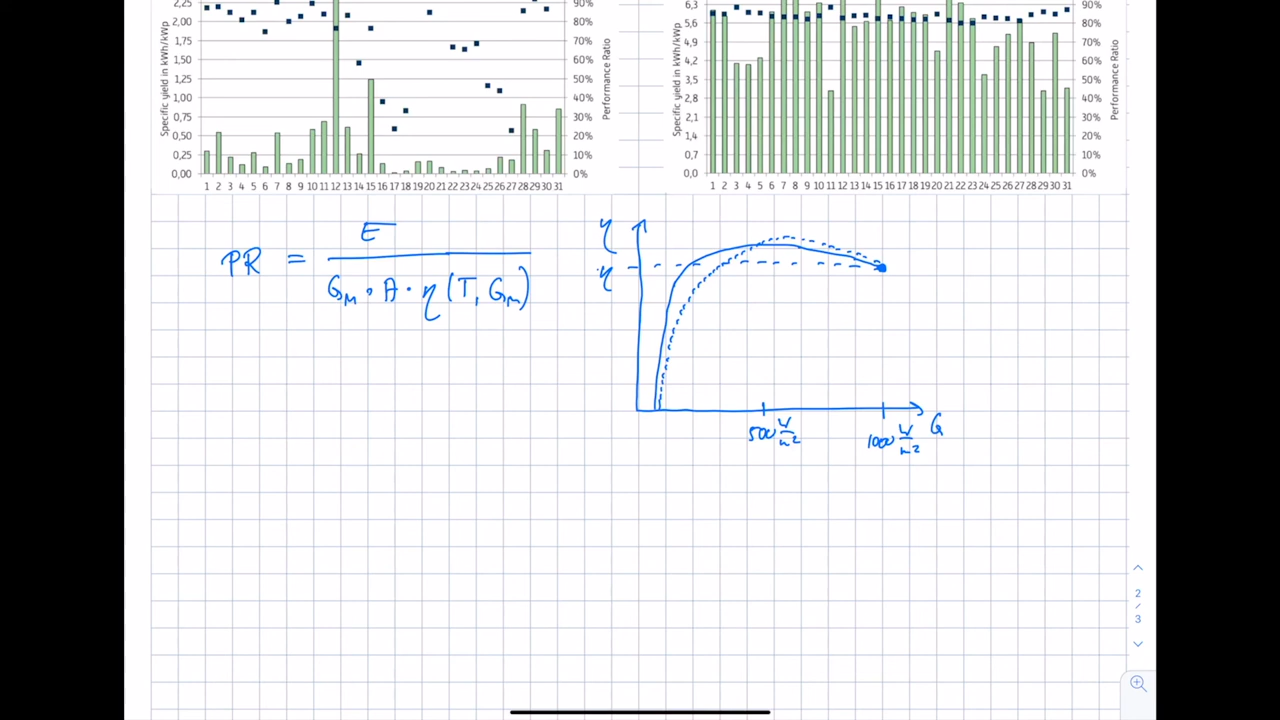 2,25 90% 6,3 90%
2,00 80% 5,6 80%
1,75 70% 4,9 70%
1,50 60% 4,2 60%
1,25 50% 3,5 50%
1,00 40% 2,8 40%
0,75 30% 2,1 30%
0,50 20% 1,4 20%
0,25 10% 0,7 10%
0,00 0% 0,0 0%
Specific yield in kWh/kWp
Performance Ratio
Specific yield in kWh/kWp
Performance Ratio
1 2 3 4 5 6 7 8 9 10 11 12 13 14 15 16 17 18 19 20 21 22 23 24 25 26 27 28 29 30 31
1 2 3 4 5 6 7 8 9 10 11 12 13 14 15 16 17 18 19 20 21 22 23 24 25 26 27 28 29 30 31
PR = E / (G_M · A · η (T, G_M))
η
η
500 W/m² 1000 W/m² G
2
/
3